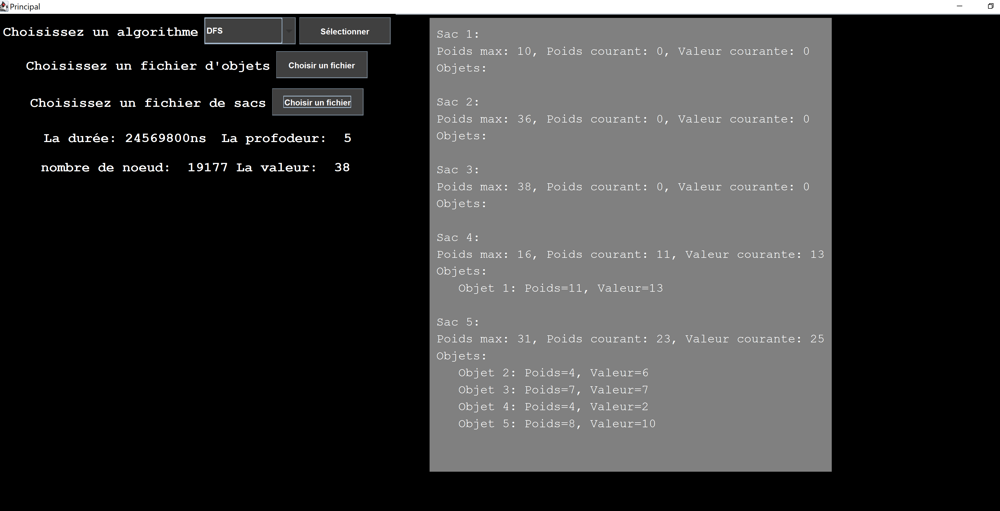 Principal
Choisissez un algorithme DFS Sélectionner
Choisissez un fichier d'objets Choisir un fichier
Choisissez un fichier de sacs Choisir un fichier
La durée: 24569800ns La profodeur: 5
nombre de noeud: 19177 La valeur: 38
Sac 1:
Poids max: 10, Poids courant: 0, Valeur courante: 0
Objets:
Sac 2:
Poids max: 36, Poids courant: 0, Valeur courante: 0
Objets:
Sac 3:
Poids max: 38, Poids courant: 0, Valeur courante: 0
Objets:
Sac 4:
Poids max: 16, Poids courant: 11, Valeur courante: 13
Objets:
Objet 1: Poids=11, Valeur=13
Sac 5:
Poids max: 31, Poids courant: 23, Valeur courante: 25
Objets:
Objet 2: Poids=4, Valeur=6
Objet 3: Poids=7, Valeur=7
Objet 4: Poids=4, Valeur=2
Objet 5: Poids=8, Valeur=10